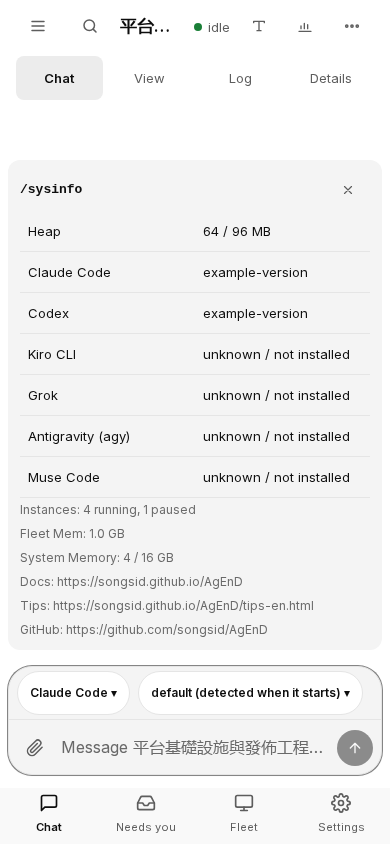 平台... idle
Chat View Log Details
/sysinfo
Heap 64 / 96 MB
Claude Code example-version
Codex example-version
Kiro CLI unknown / not installed
Grok unknown / not installed
Antigravity (agy) unknown / not installed
Muse Code unknown / not installed
Instances: 4 running, 1 paused
Fleet Mem: 1.0 GB
System Memory: 4 / 16 GB
Docs: https://songsid.github.io/AgEnD
Tips: https://songsid.github.io/AgEnD/tips-en.html
GitHub: https://github.com/songsid/AgEnD
Claude Code ▾ default (detected when it starts) ▾
Message 平台基礎設施與發佈工程...
Chat Needs you Fleet Settings